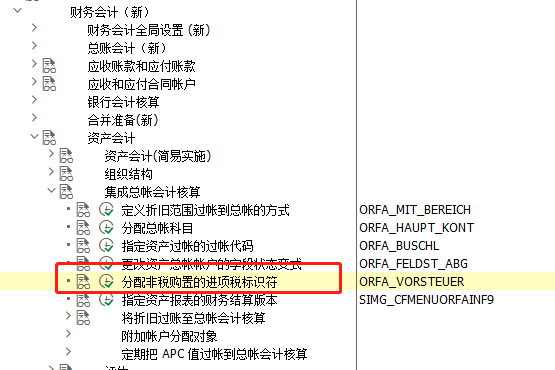 财务会计（新）
财务会计全局设置（新）
总账会计（新）
应收账款和应付账款
应收和应付合同帐户
银行会计核算
合并准备(新)
资产会计
资产会计(简易实施)
组织结构
集成总帐会计核算
定义折旧范围过帐到总帐的方式 ORFA_MIT_BEREICH
分配总帐科目 ORFA_HAUPT_KONT
指定资产过帐的过帐代码 ORFA_BUSCHL
更改资产总帐帐户的字段状态变式 ORFA_FELDST_ABG
分配非税购置的进项税标识符 ORFA_VORSTEUER
指定资产报表的财务结算版本 SIMG_CFMENUORFAINF9
将折旧过账至总帐会计核算
附加帐户分配对象
定期把 APC 值过帐到总帐会计核算